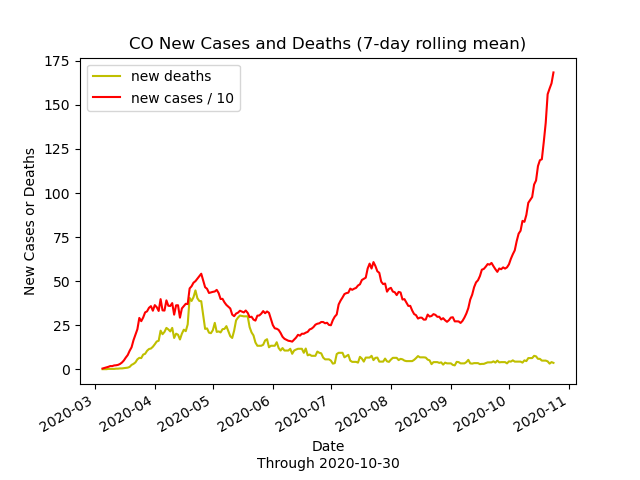 CO New Cases and Deaths (7-day rolling mean)
new deaths
new cases / 10
175
150
125
100
75
50
25
0
New Cases or Deaths
2020-03
2020-04
2020-05
2020-06
2020-07
2020-08
2020-09
2020-10
2020-11
Date
Through 2020-10-30